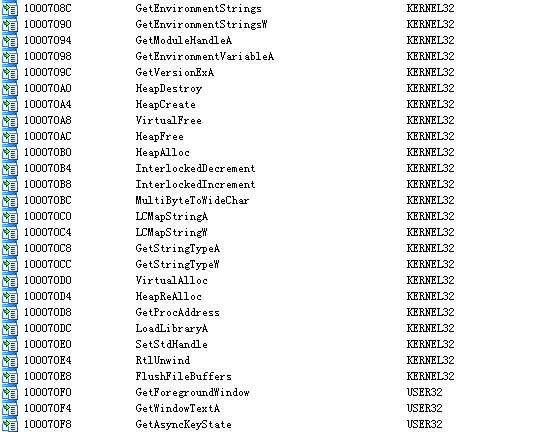 1000708C GetEnvironmentStrings KERNEL32
10007090 GetEnvironmentStringsW KERNEL32
10007094 GetModuleHandleA KERNEL32
10007098 GetEnvironmentVariableA KERNEL32
1000709C GetVersionExA KERNEL32
100070A0 HeapDestroy KERNEL32
100070A4 HeapCreate KERNEL32
100070A8 VirtualFree KERNEL32
100070AC HeapFree KERNEL32
100070B0 HeapAlloc KERNEL32
100070B4 InterlockedDecrement KERNEL32
100070B8 InterlockedIncrement KERNEL32
100070BC MultiByteToWideChar KERNEL32
100070C0 LCMapStringA KERNEL32
100070C4 LCMapStringW KERNEL32
100070C8 GetStringTypeA KERNEL32
100070CC GetStringTypeW KERNEL32
100070D0 VirtualAlloc KERNEL32
100070D4 HeapReAlloc KERNEL32
100070D8 GetProcAddress KERNEL32
100070DC LoadLibraryA KERNEL32
100070E0 SetStdHandle KERNEL32
100070E4 RtlUnwind KERNEL32
100070E8 FlushFileBuffers KERNEL32
100070F0 GetForegroundWindow USER32
100070F4 GetWindowTextA USER32
100070F8 GetAsyncKeyState USER32